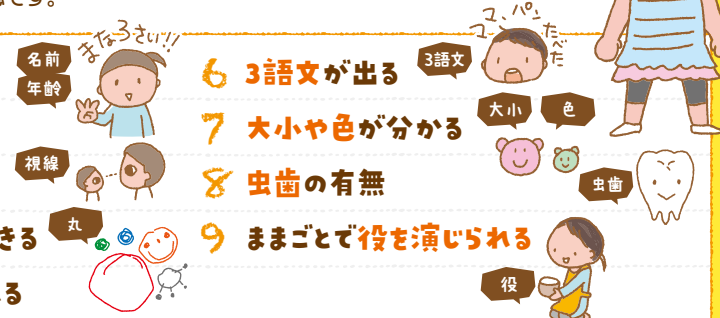 です。
まなろさい!!
名前
年齢
視線
丸
きる
る
6 3語文が出る
7 大小や色が分かる
8 虫歯の有無
9 ままごとで役を演じられる
3語文
ママ、パンたべた
大小
色
虫歯
役